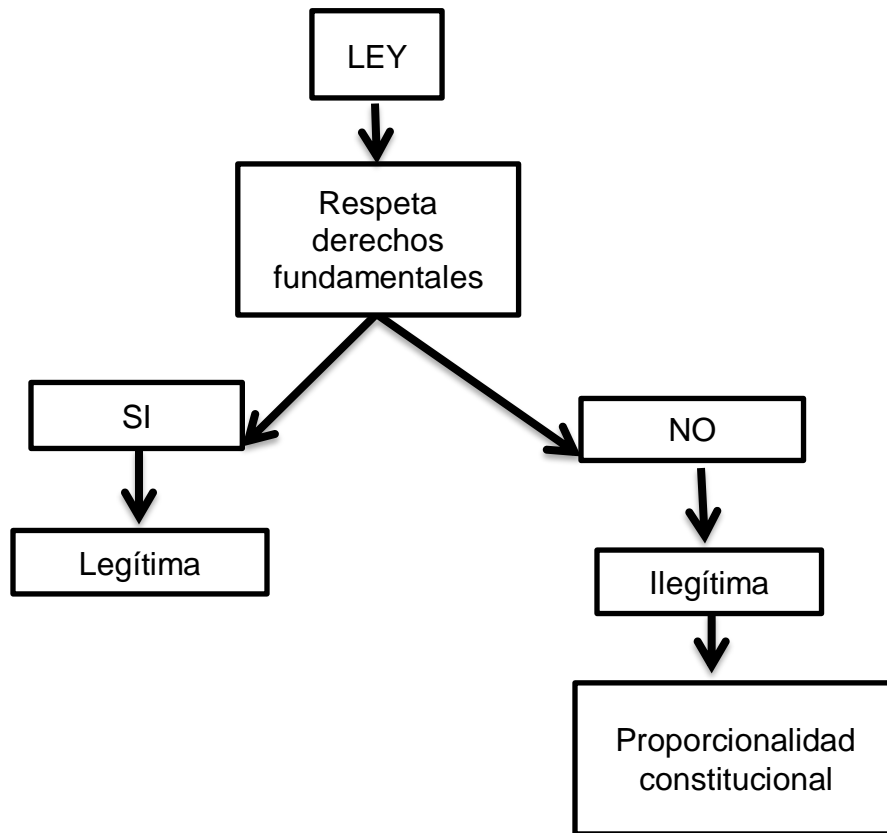 LEY
Respeta
derechos
fundamentales
SI
NO
Legítima
Ilegítima
Proporcionalidad
constitucional